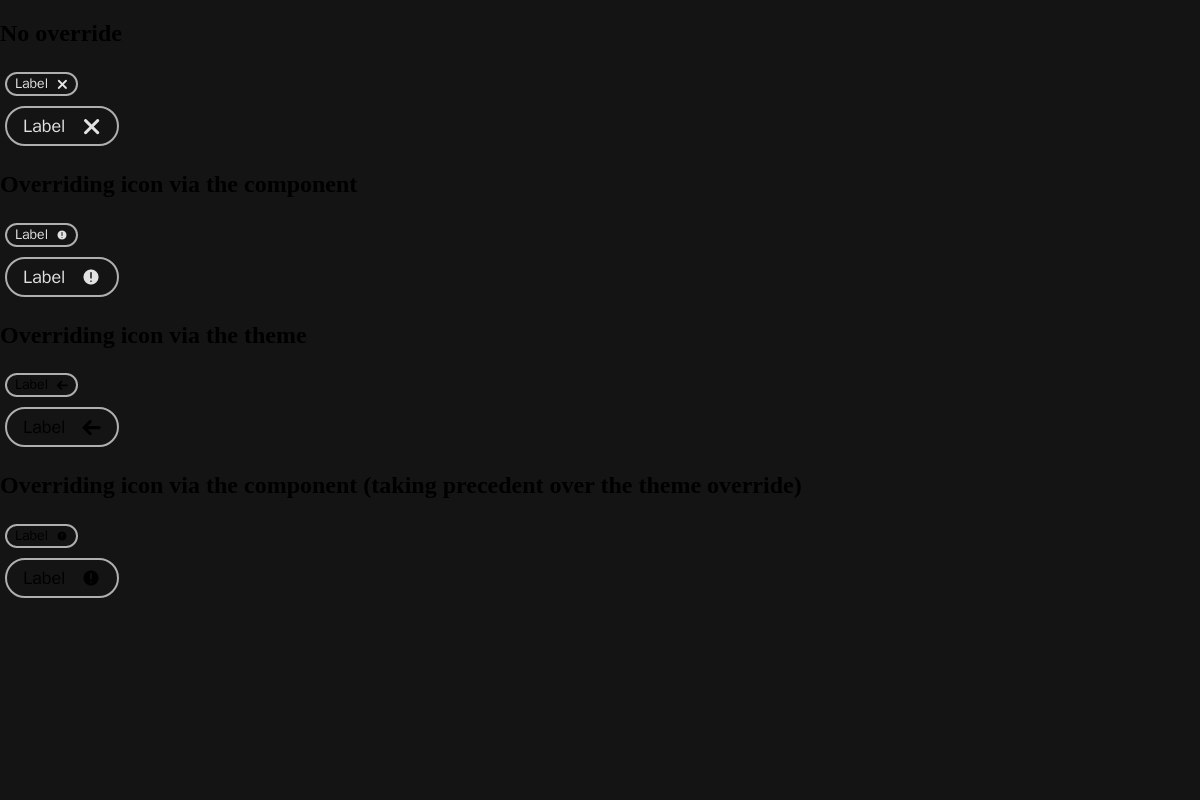 No override
Label
Label
Overriding icon via the component
Label
Label
Overriding icon via the theme
Label
Label
Overriding icon via the component (taking precedent over the theme override)
Label
Label